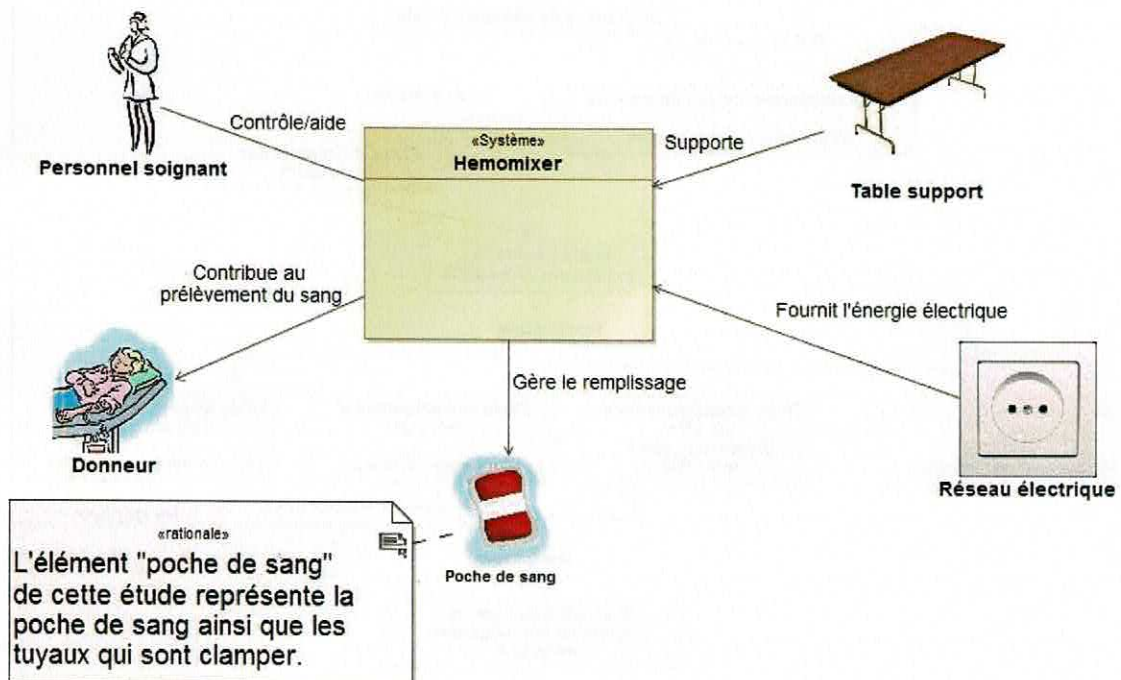 Contrôle/aide
Personnel soignant
«Système»
Hemomixer
Supporte
Table support
Contribue au
prélèvement du sang
Fournit l'énergie électrique
Gère le remplissage
Donneur
Réseau électrique
Poche de sang
«rationale»
L'élément "poche de sang"
de cette étude représente la
poche de sang ainsi que les
tuyaux qui sont clamper.